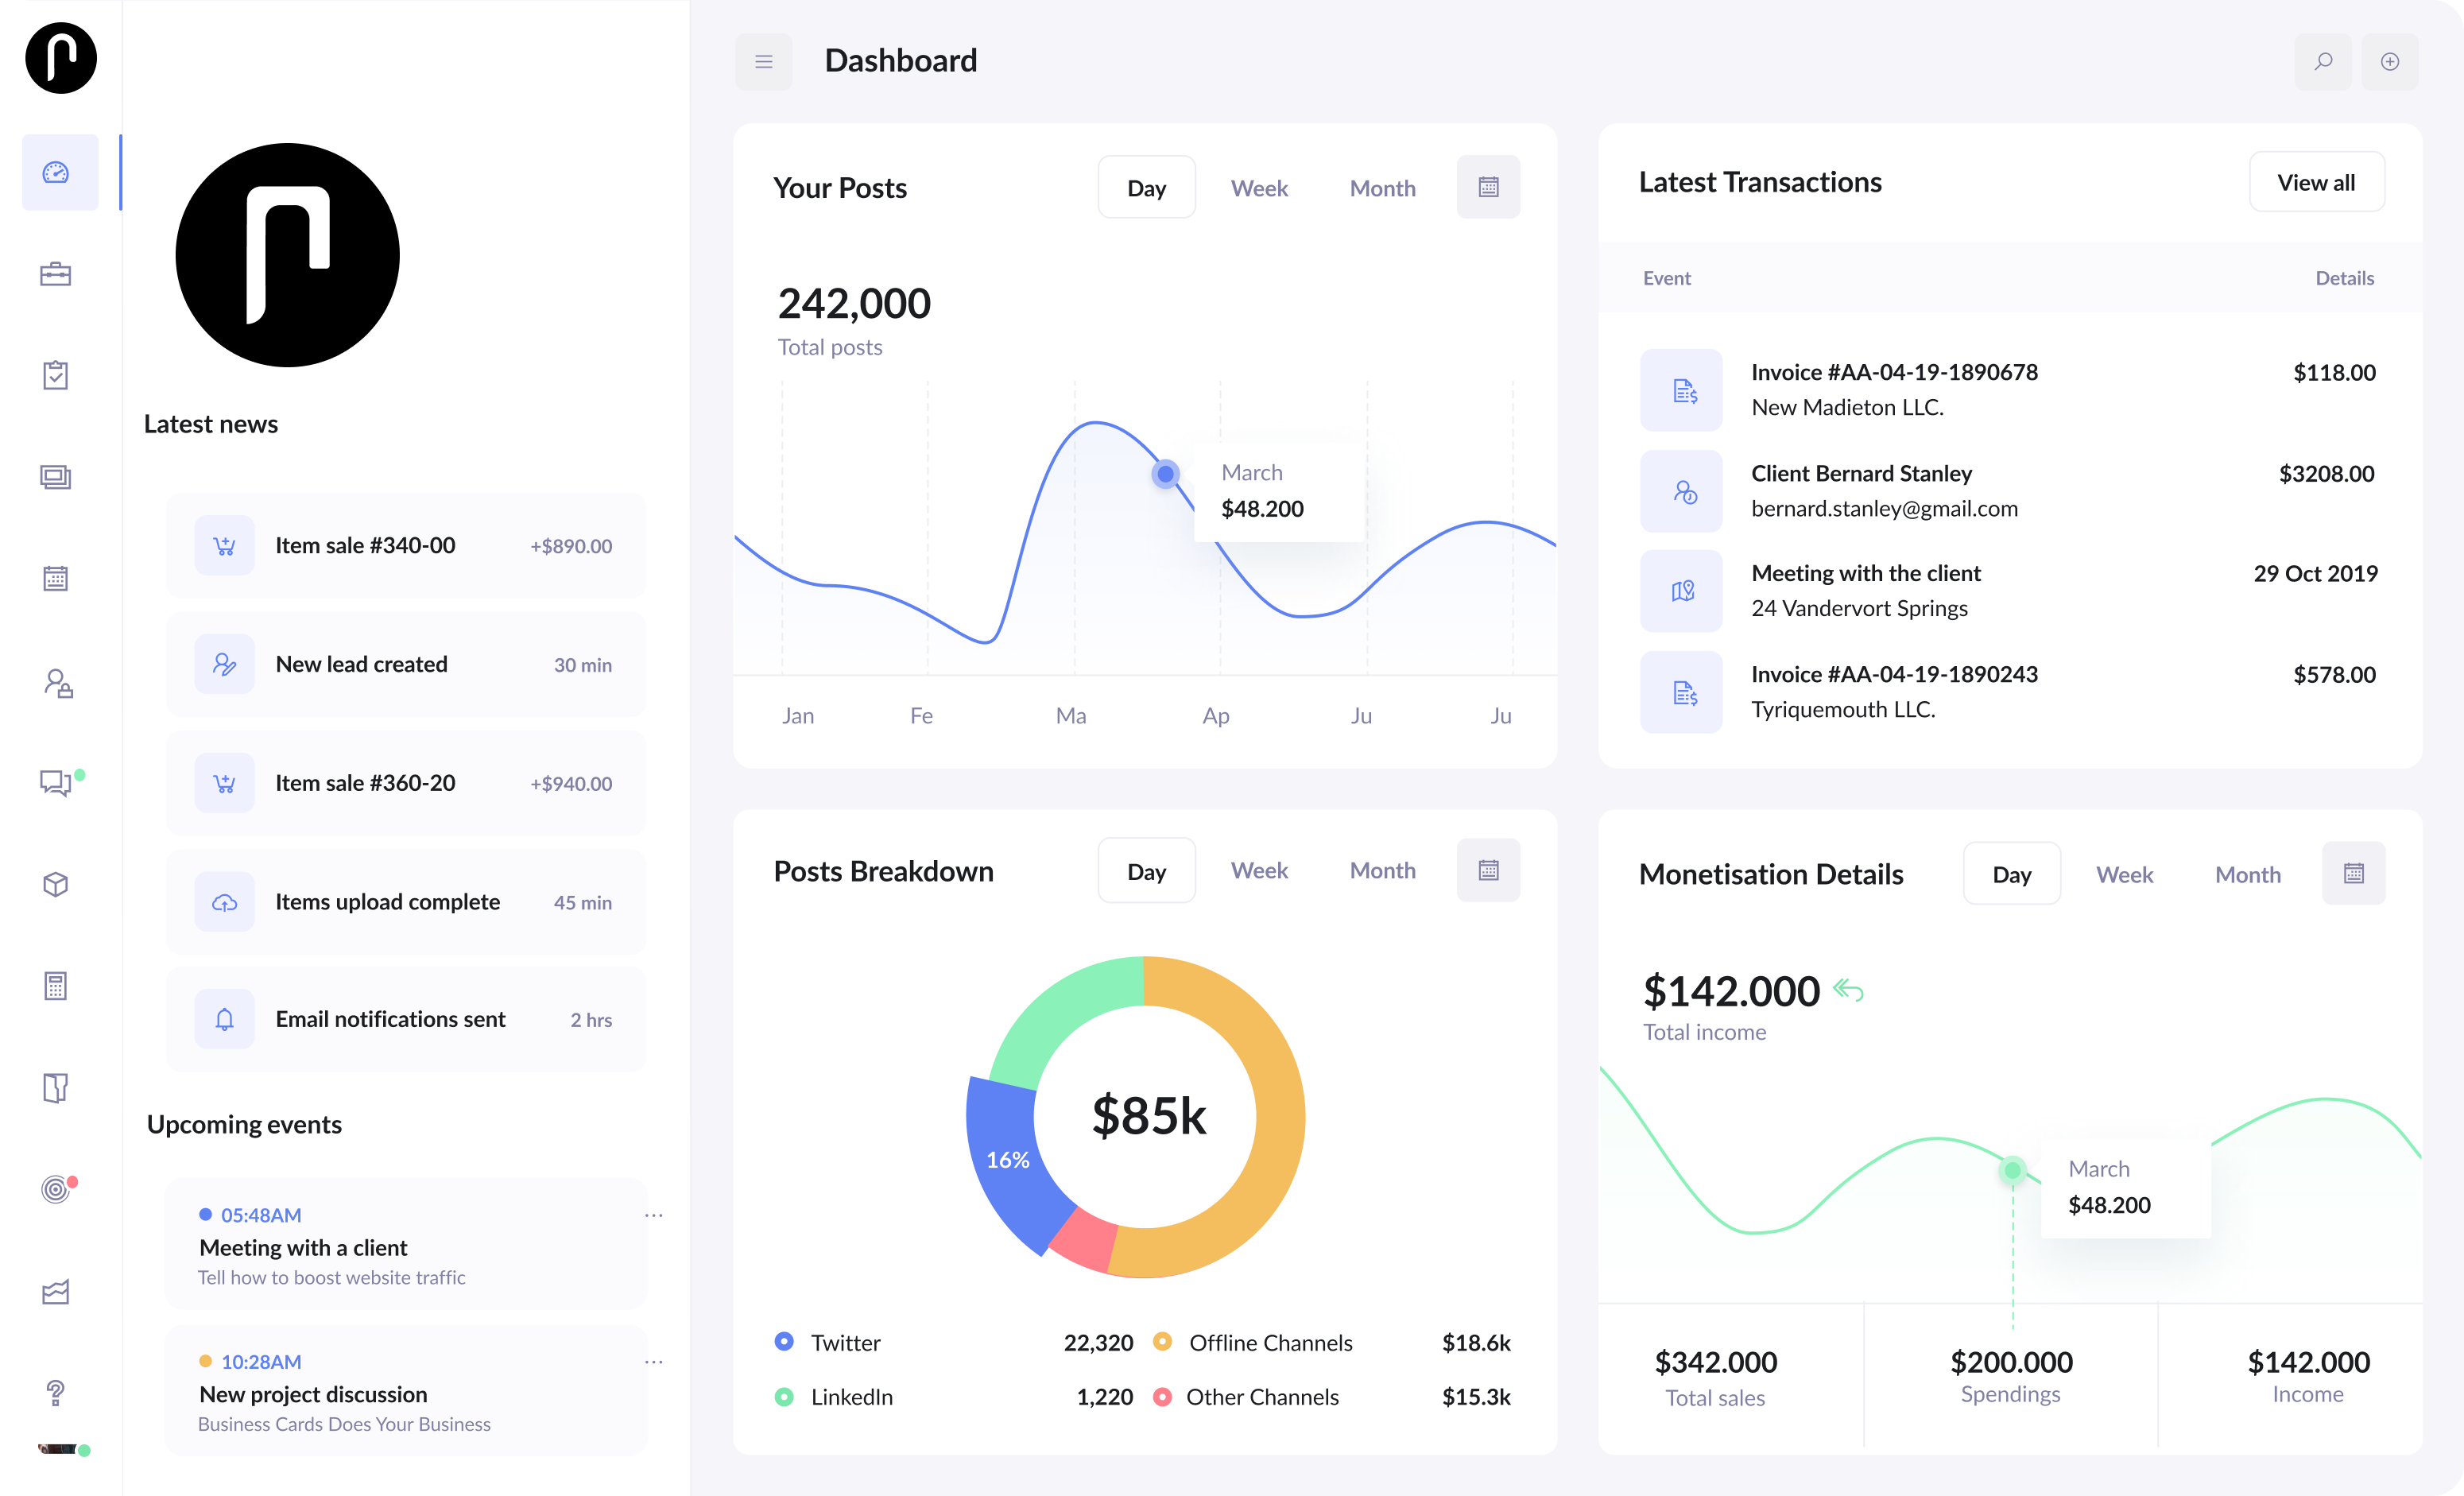 Latest news
Item sale #340-00 +$890.00
New lead created 30 min
Item sale #360-20 +$940.00
Items upload complete 45 min
Email notifications sent 2 hrs
Upcoming events
05:48AM
Meeting with a client
Tell how to boost website traffic
10:28AM
New project discussion
Business Cards Does Your Business
Dashboard
Your Posts Day Week Month
242,000
Total posts
March
$48.200
Jan Fe Ma Ap Ju Ju
Latest Transactions View all
Event Details
Invoice #AA-04-19-1890678 $118.00
New Madieton LLC.
Client Bernard Stanley $3208.00
bernard.stanley@gmail.com
Meeting with the client 29 Oct 2019
24 Vandervort Springs
Invoice #AA-04-19-1890243 $578.00
Tyriquemouth LLC.
Posts Breakdown Day Week Month
$85k
16%
Twitter 22,320 Offline Channels $18.6k
LinkedIn 1,220 Other Channels $15.3k
Monetisation Details Day Week Month
$142.000
Total income
March
$48.200
$342.000 $200.000 $142.000
Total sales Spendings Income